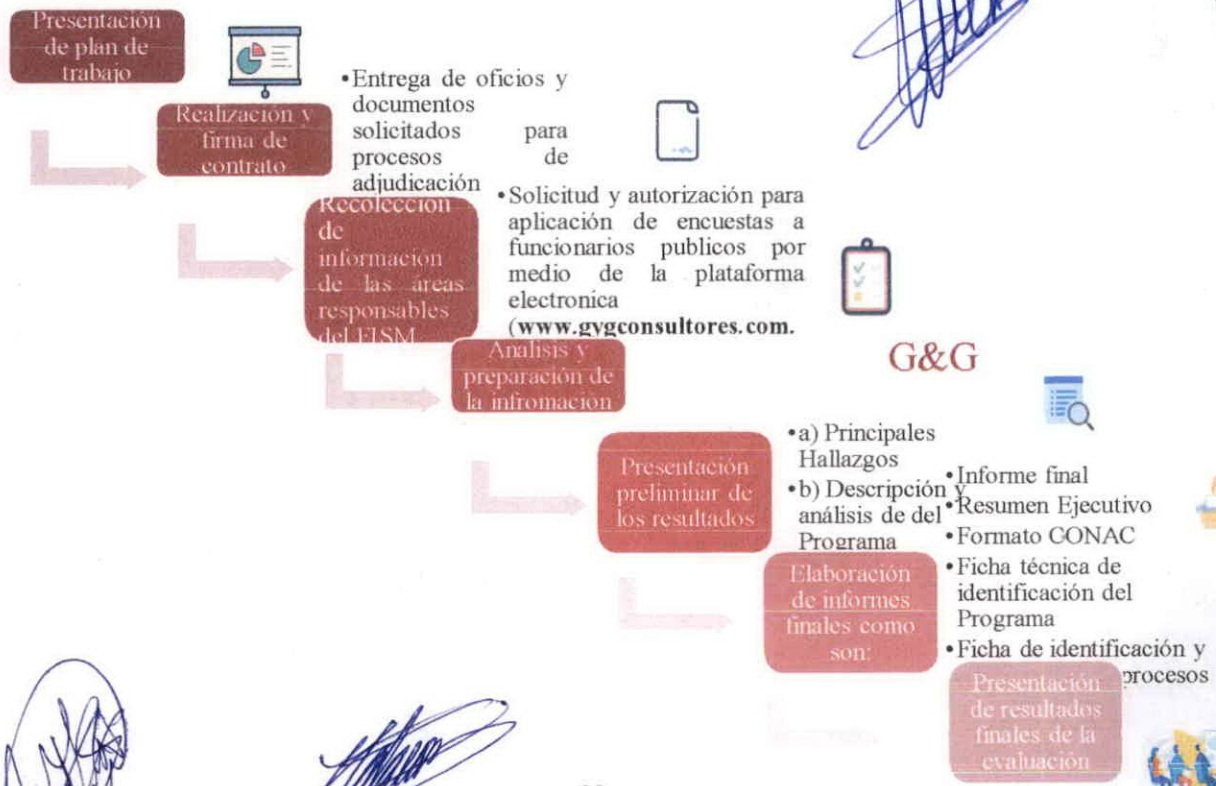 Presentación
de plan de
trabajo
Realización y
firma de
contrato
•Entrega de oficios y
documentos
solicitados para
procesos de
adjudicación
Recolección
de
información
de las áreas
responsables
del FISM
•Solicitud y autorización para
aplicación de encuestas a
funcionarios publicos por
medio de la plataforma
electronica
(www.gygconsultores.com.
Analisis y
preparación de
la infromacion
G&G
Presentación
preliminar de
los resultados
•a) Principales
Hallazgos
•b) Descripción y
análisis de del
Programa
Elaboración
de informes
finales como
son:
•Informe final
•Resumen Ejecutivo
•Formato CONAC
•Ficha técnica de
identificación del
Programa
•Ficha de identificación y
procesos
Presentación
de resultados
finales de la
evaluación